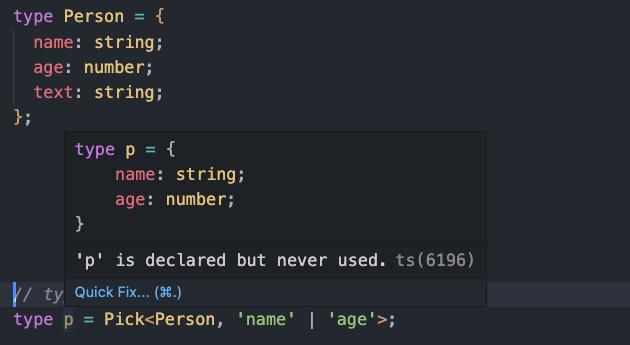 type Person = {
name: string;
age: number;
text: string;
};
type p = {
name: string;
age: number;
}
'p' is declared but never used. ts(6196)
Quick Fix... (⌘.)
// ty
type p = Pick<Person, 'name' | 'age'>;